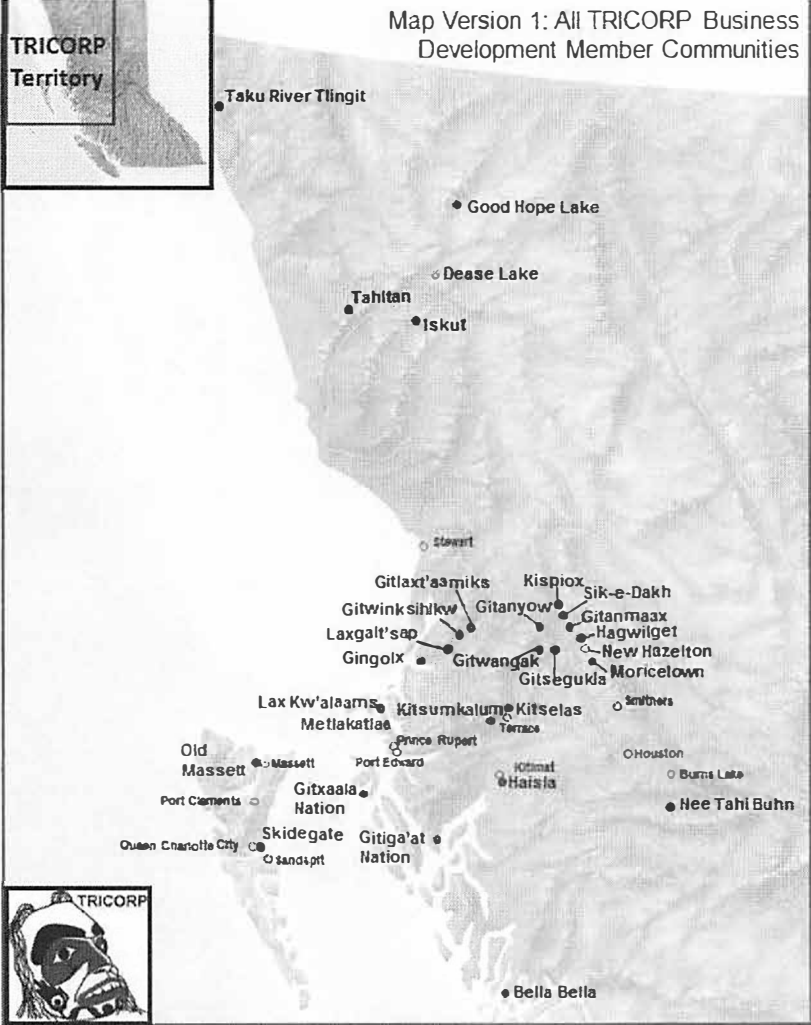 Map Version 1: All TRICORP Business
Development Member Communities
TRICORP
Territory
Taku River Tlingit
Good Hope Lake
Dease Lake
Tahltan
Iskut
Stewart
Gitlaxt'aamiks
Kispiox
Sik-e-Dakh
Gitwinksihlkw
Gitanyow
Gitanmaax
Laxgalt'sap
Hagwilget
Gingolx
Gitwangak
New Hazelton
Gitsegukla
Moricetown
Lax Kw'alaams
Kitsumkalum
Kitselas
Smithers
Metlakatla
Terrace
Prince Rupert
Old
Massett
Massett
Port Edward
Houston
Kitimat
Haisla
Burns Lake
Port Clements
Gitxaala
Nation
Nee Tahi Buhn
Queen Charlotte City
Skidegate
Sandspit
Gitiga'at
Nation
TRICORP
Bella Bella